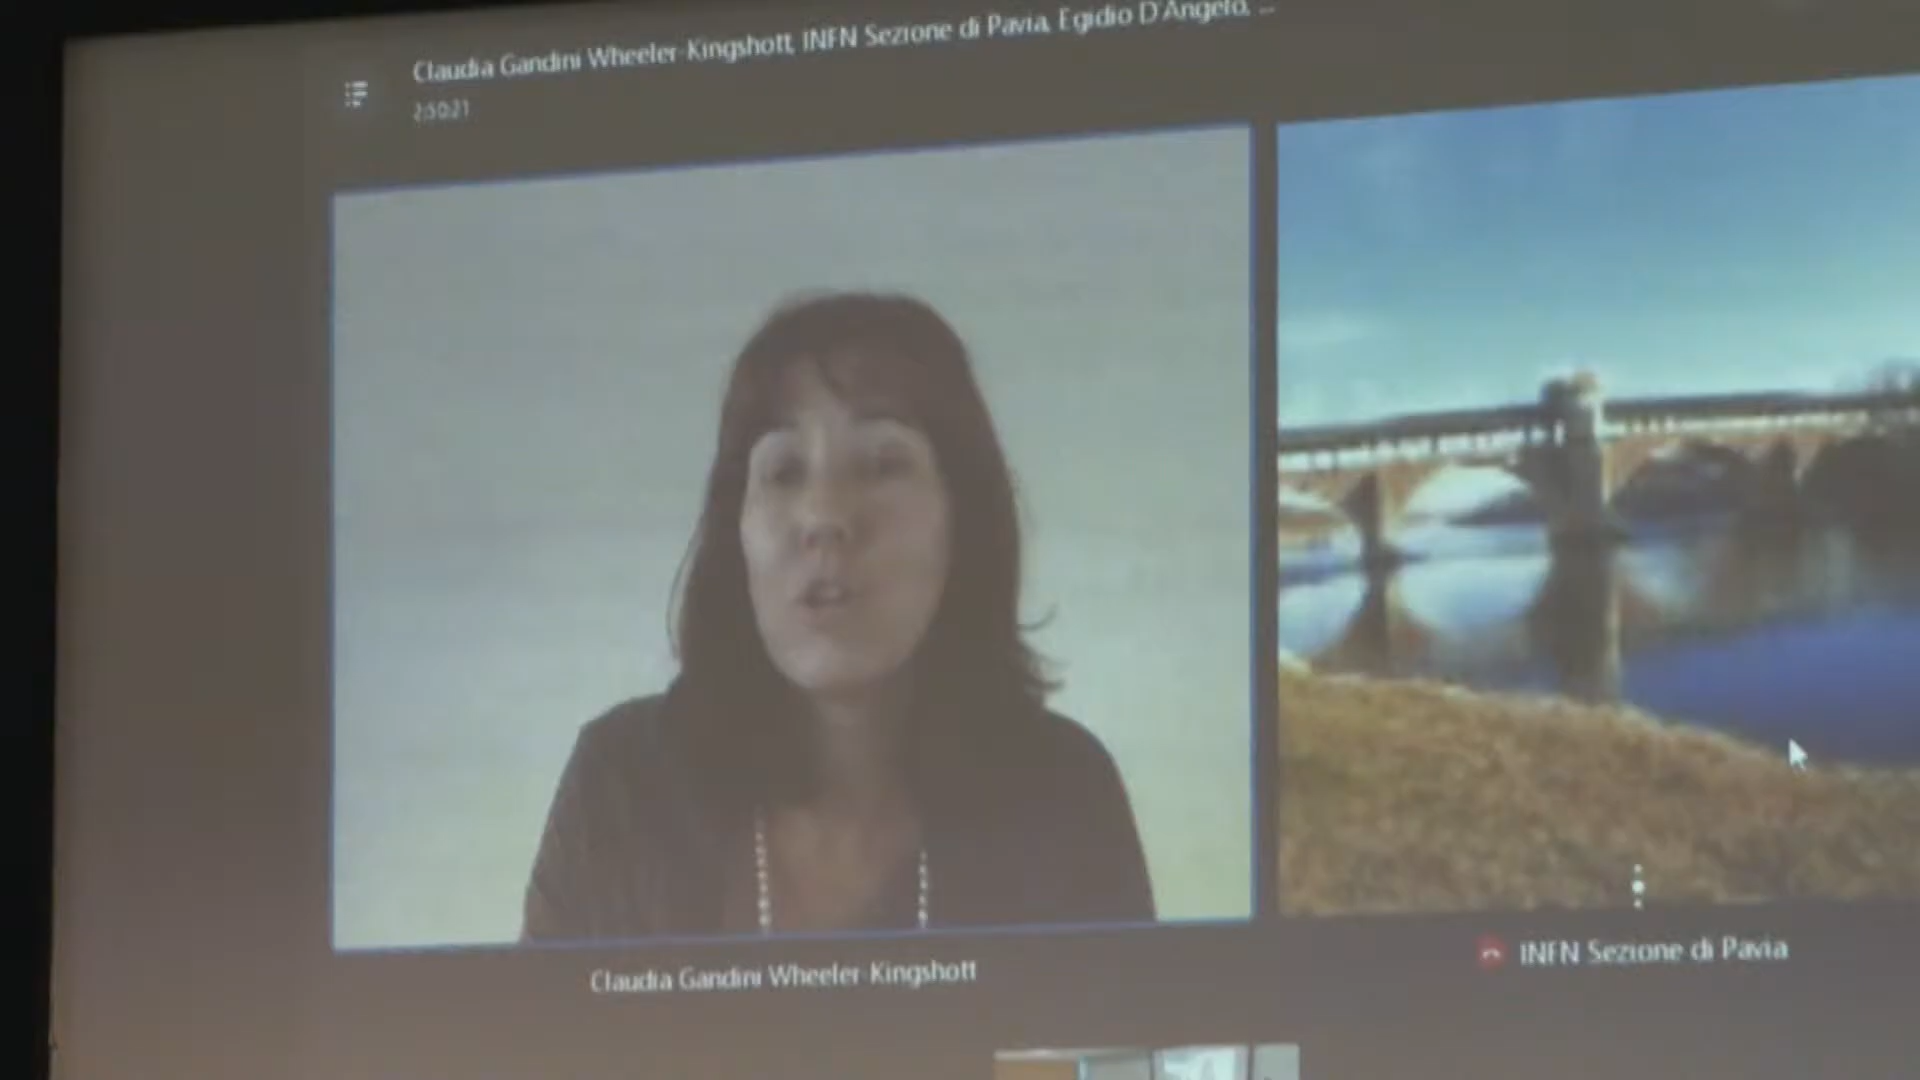 Claudia Gandini Wheeler-Kingshott, INFN Sezione di Pavia, Egidio D'Angelo, ...
2:50:21
Claudia Gandini Wheeler-Kingshott
INFN Sezione di Pavia